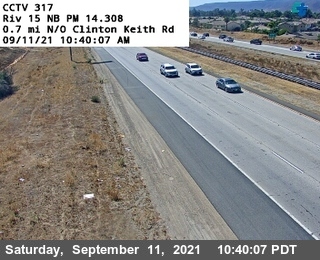 CCTV 317
Riv 15 NB PM 14.308
0.7 mi N/O Clinton Keith Rd
09/11/21 10:40:07 AM
Saturday, September 11, 2021 10:40:07 PDT